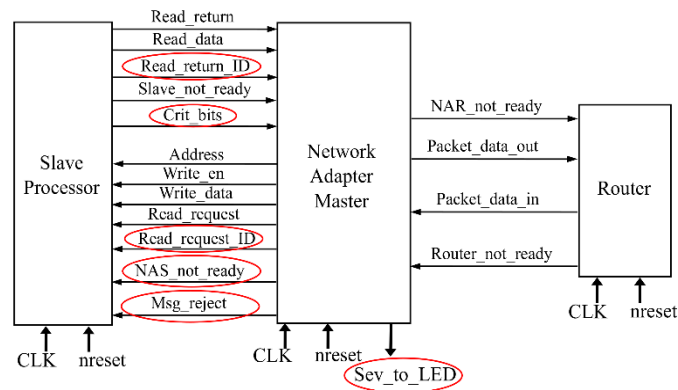 Read_return
Read_data
Read_return_ID
Slave_not_ready
Crit_bits
Slave
Processor
Address
Write_en
Write_data
Read_request
Read_request_ID
NAS_not_ready
Msg_reject
Network
Adapter
Master
NAR_not_ready
Packet_data_out
Packet_data_in
Router_not_ready
Router
CLK
nreset
CLK
nreset
CLK
nreset
Sev_to_LED